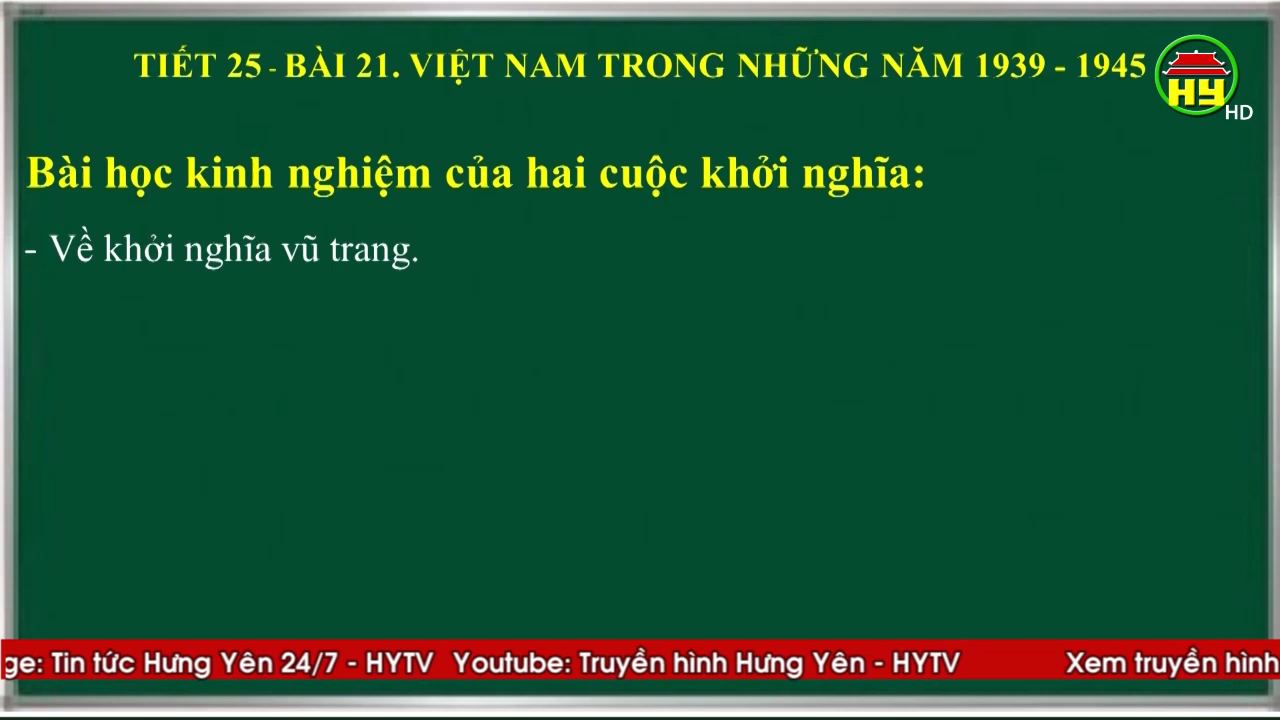 TIẾT 25 - BÀI 21. VIỆT NAM TRONG NHỮNG NĂM 1939 - 1945
HY
HD
Bài học kinh nghiệm của hai cuộc khởi nghĩa:
- Về khởi nghĩa vũ trang.
ge: Tin tức Hưng Yên 24/7 - HYTV Youtube: Truyền hình Hưng Yên - HYTV Xem truyền hình